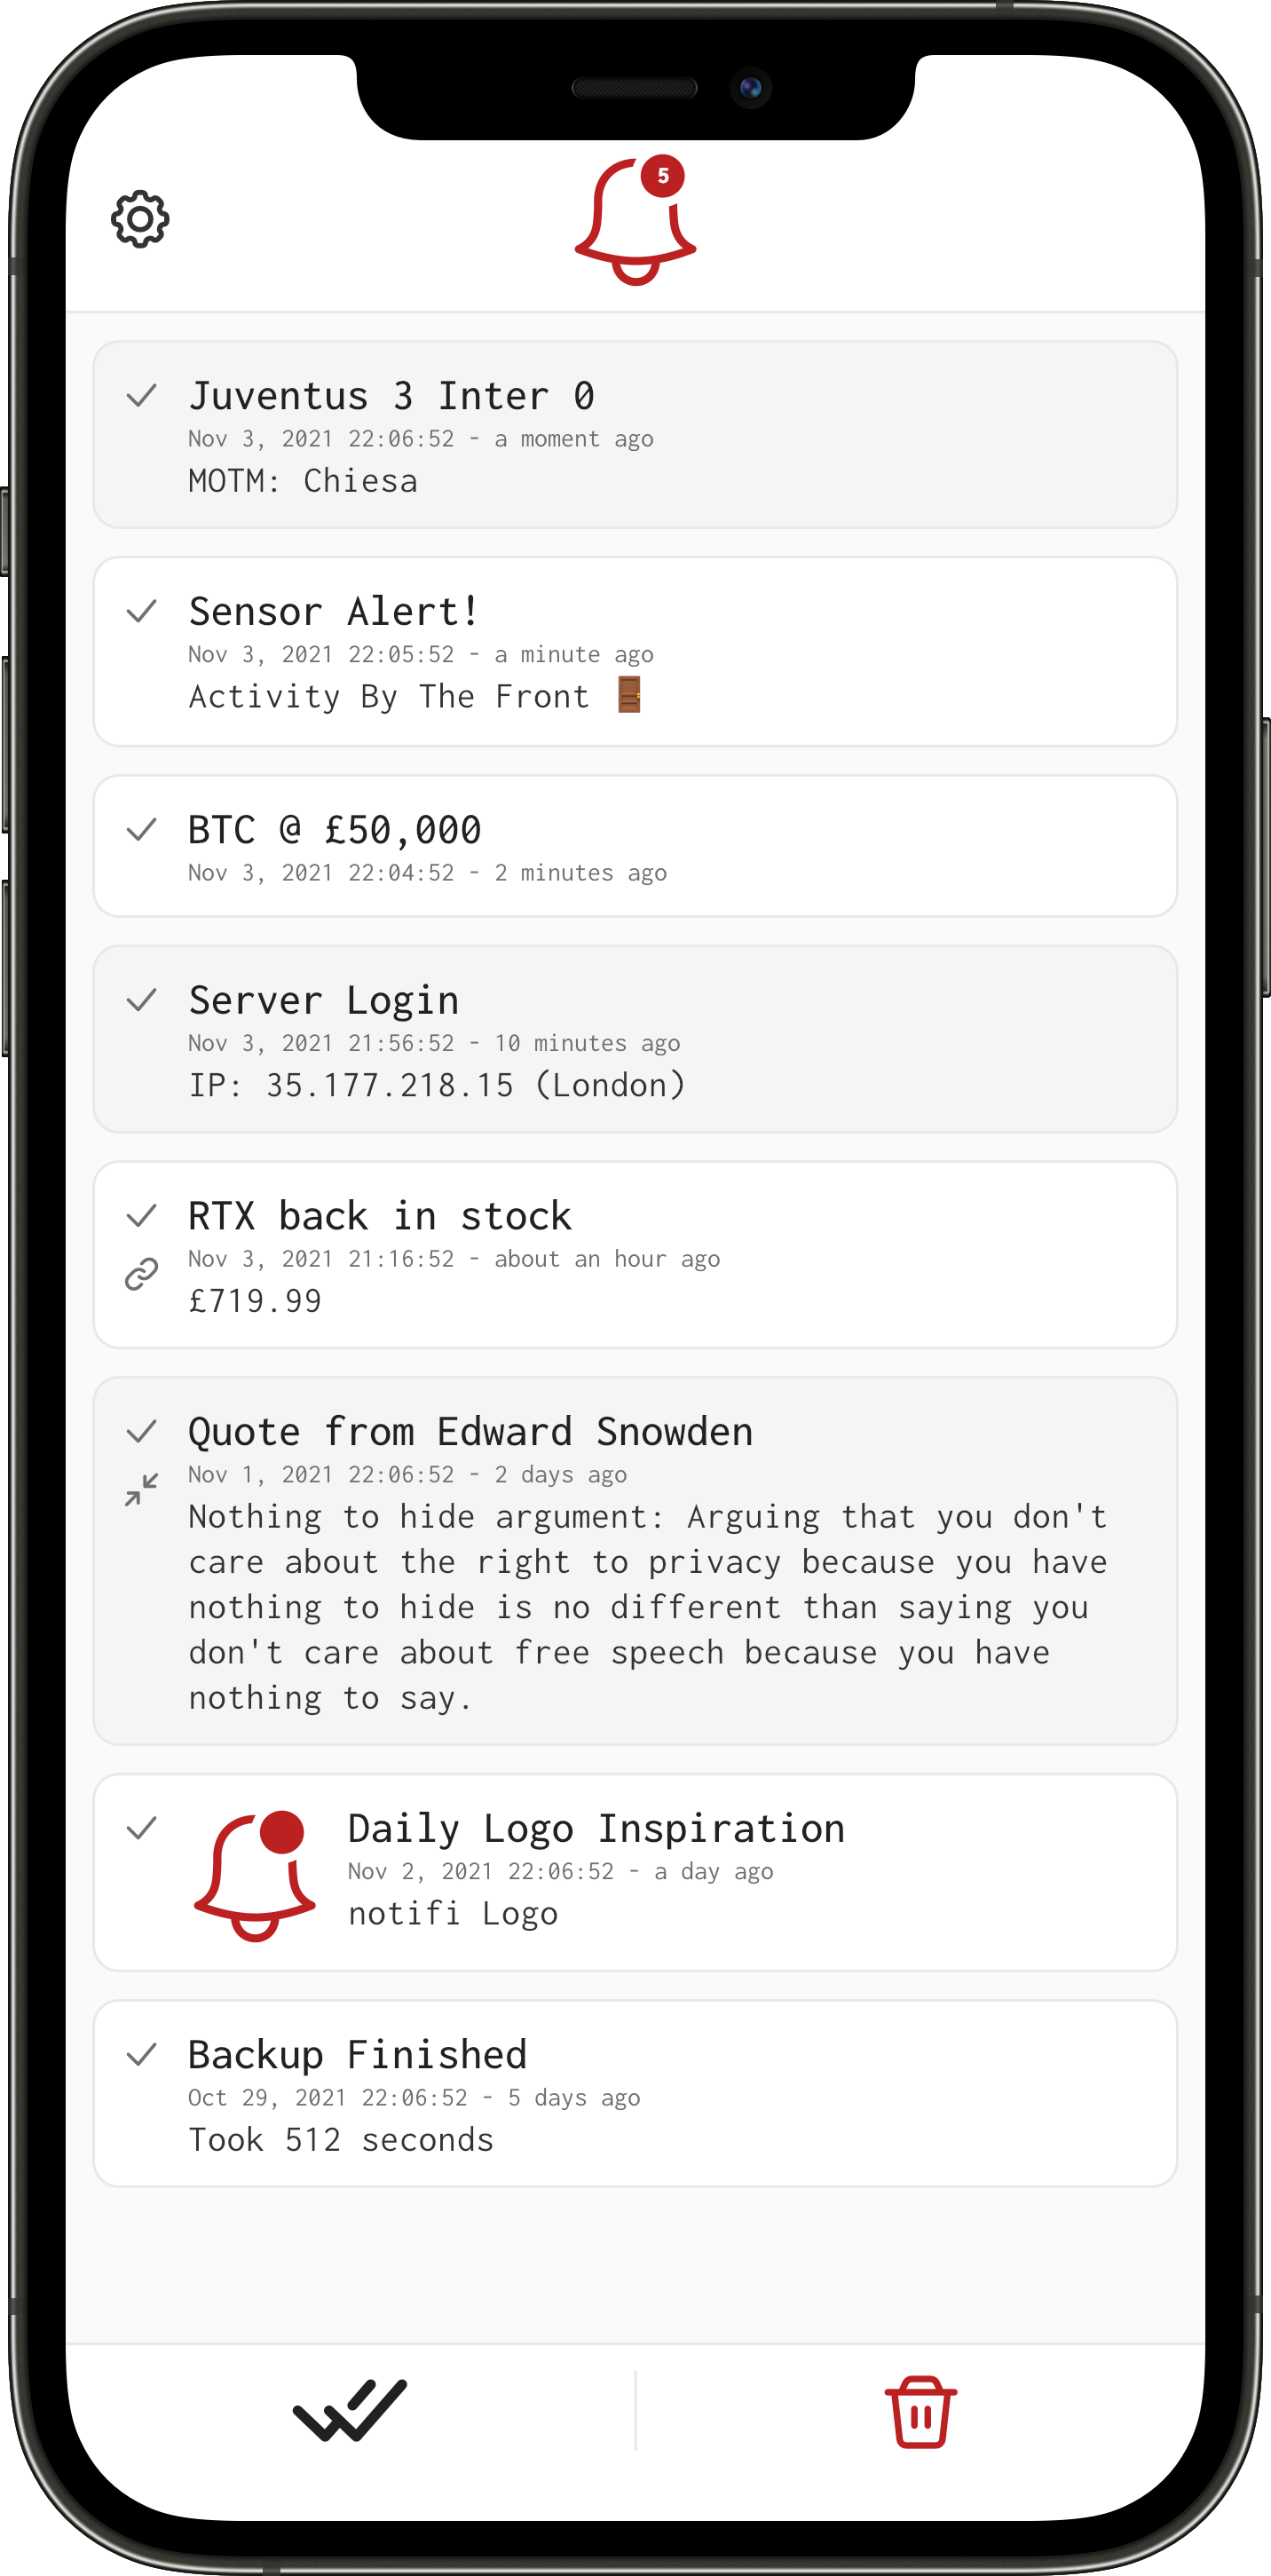 5
Juventus 3 Inter 0
Nov 3, 2021 22:06:52 - a moment ago
MOTM: Chiesa
Sensor Alert!
Nov 3, 2021 22:05:52 - a minute ago
Activity By The Front 🚪
BTC @ £50,000
Nov 3, 2021 22:04:52 - 2 minutes ago
Server Login
Nov 3, 2021 21:56:52 - 10 minutes ago
IP: 35.177.218.15 (London)
RTX back in stock
Nov 3, 2021 21:16:52 - about an hour ago
£719.99
Quote from Edward Snowden
Nov 1, 2021 22:06:52 - 2 days ago
Nothing to hide argument: Arguing that you don't
care about the right to privacy because you have
nothing to hide is no different than saying you
don't care about free speech because you have
nothing to say.
Daily Logo Inspiration
Nov 2, 2021 22:06:52 - a day ago
notifi Logo
Backup Finished
Oct 29, 2021 22:06:52 - 5 days ago
Took 512 seconds